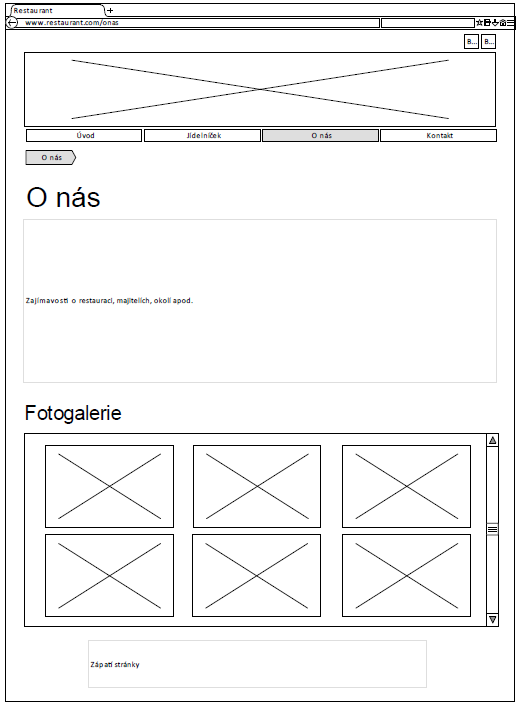 Restaurant
www.restaurant.com/onas
B... B...
Úvod Jídelníček O nás Kontakt
O nás
O nás
Zajímavosti o restauraci, majitelích, okolí apod.
Fotogalerie
Zápatí stránky